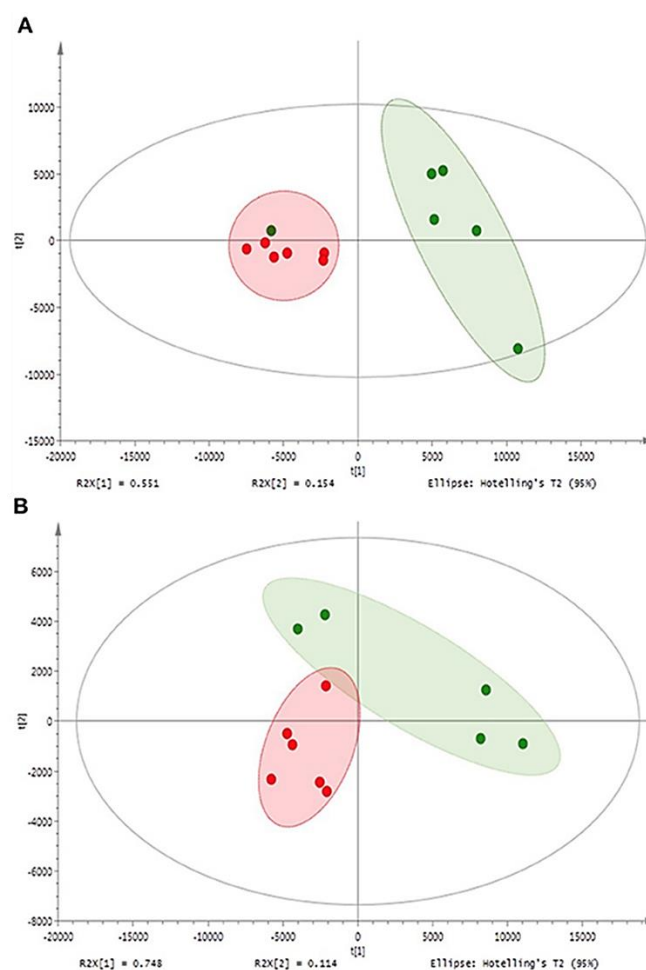 A
10000
5000
0
-5000
-10000
-15000
t[2]
-20000 -15000 -10000 -5000 0 5000 10000 15000
t[1]
R2X[1] = 0.551 R2X[2] = 0.154 Ellipse: Hotelling's T2 (95%)
B
6000
4000
2000
0
-2000
-4000
-6000
-8000
t[2]
-20000 -15000 -10000 -5000 0 5000 10000 15000
t[1]
R2X[1] = 0.748 R2X[2] = 0.114 Ellipse: Hotelling's T2 (95%)